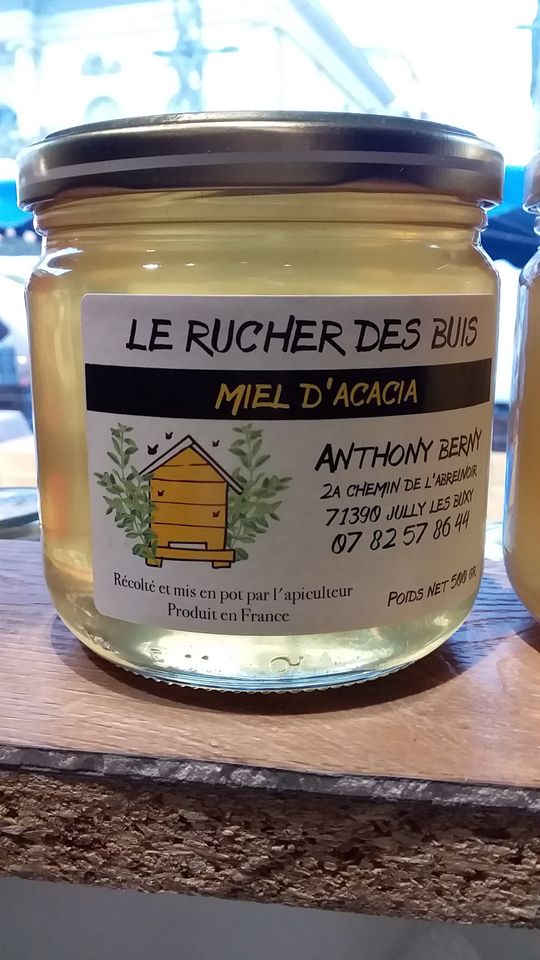 LE RUCHER DES BUIS
MIEL D'ACACIA
ANTHONY BERNY
2A CHEMIN DE L'ABREUVOIR
71390 JULLY LES BUXY
07 82 57 86 44
Récolté et mis en pot par l'apiculteur
Produit en France
POIDS NET 500 GR